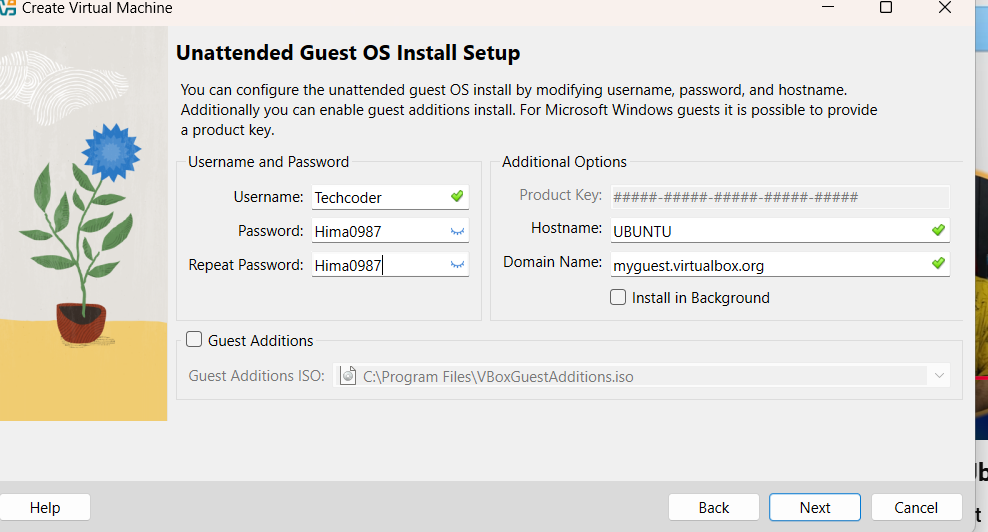 Create Virtual Machine
Unattended Guest OS Install Setup
You can configure the unattended guest OS install by modifying username, password, and hostname.
Additionally you can enable guest additions install. For Microsoft Windows guests it is possible to provide
a product key.
Username and Password
Username: Techcoder
Password: Hima0987
Repeat Password: Hima0987
Additional Options
Product Key: #####-#####-#####-#####-#####
Hostname: UBUNTU
Domain Name: myguest.virtualbox.org
Install in Background
Guest Additions
Guest Additions ISO: C:\Program Files\VBoxGuestAdditions.iso
Help
Back
Next
Cancel